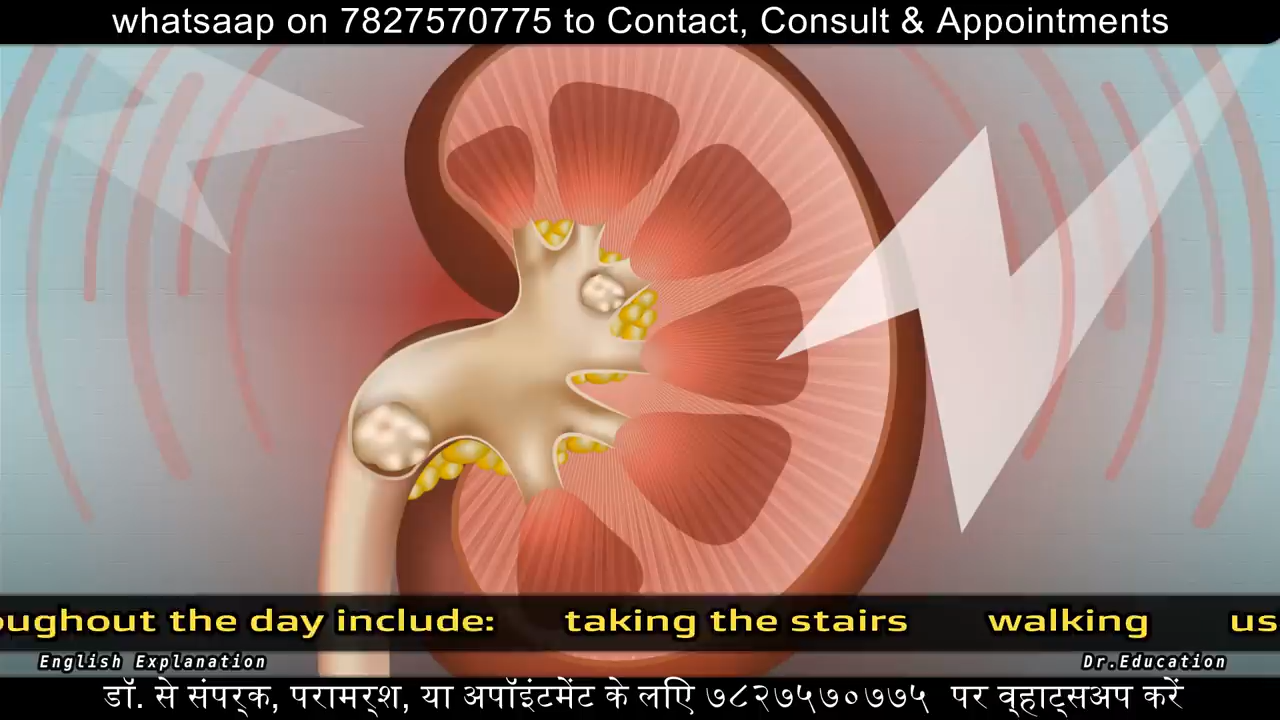 whatsaap on 7827570775 to Contact, Consult & Appointments
oughout the day include: taking the stairs walking us
English Explanation
Dr.Education
डॉ. से संपर्क, परामर्श, या अपॉइंटमेंट के लिए ७८२७५७०७७५ पर व्हाट्सअप करें